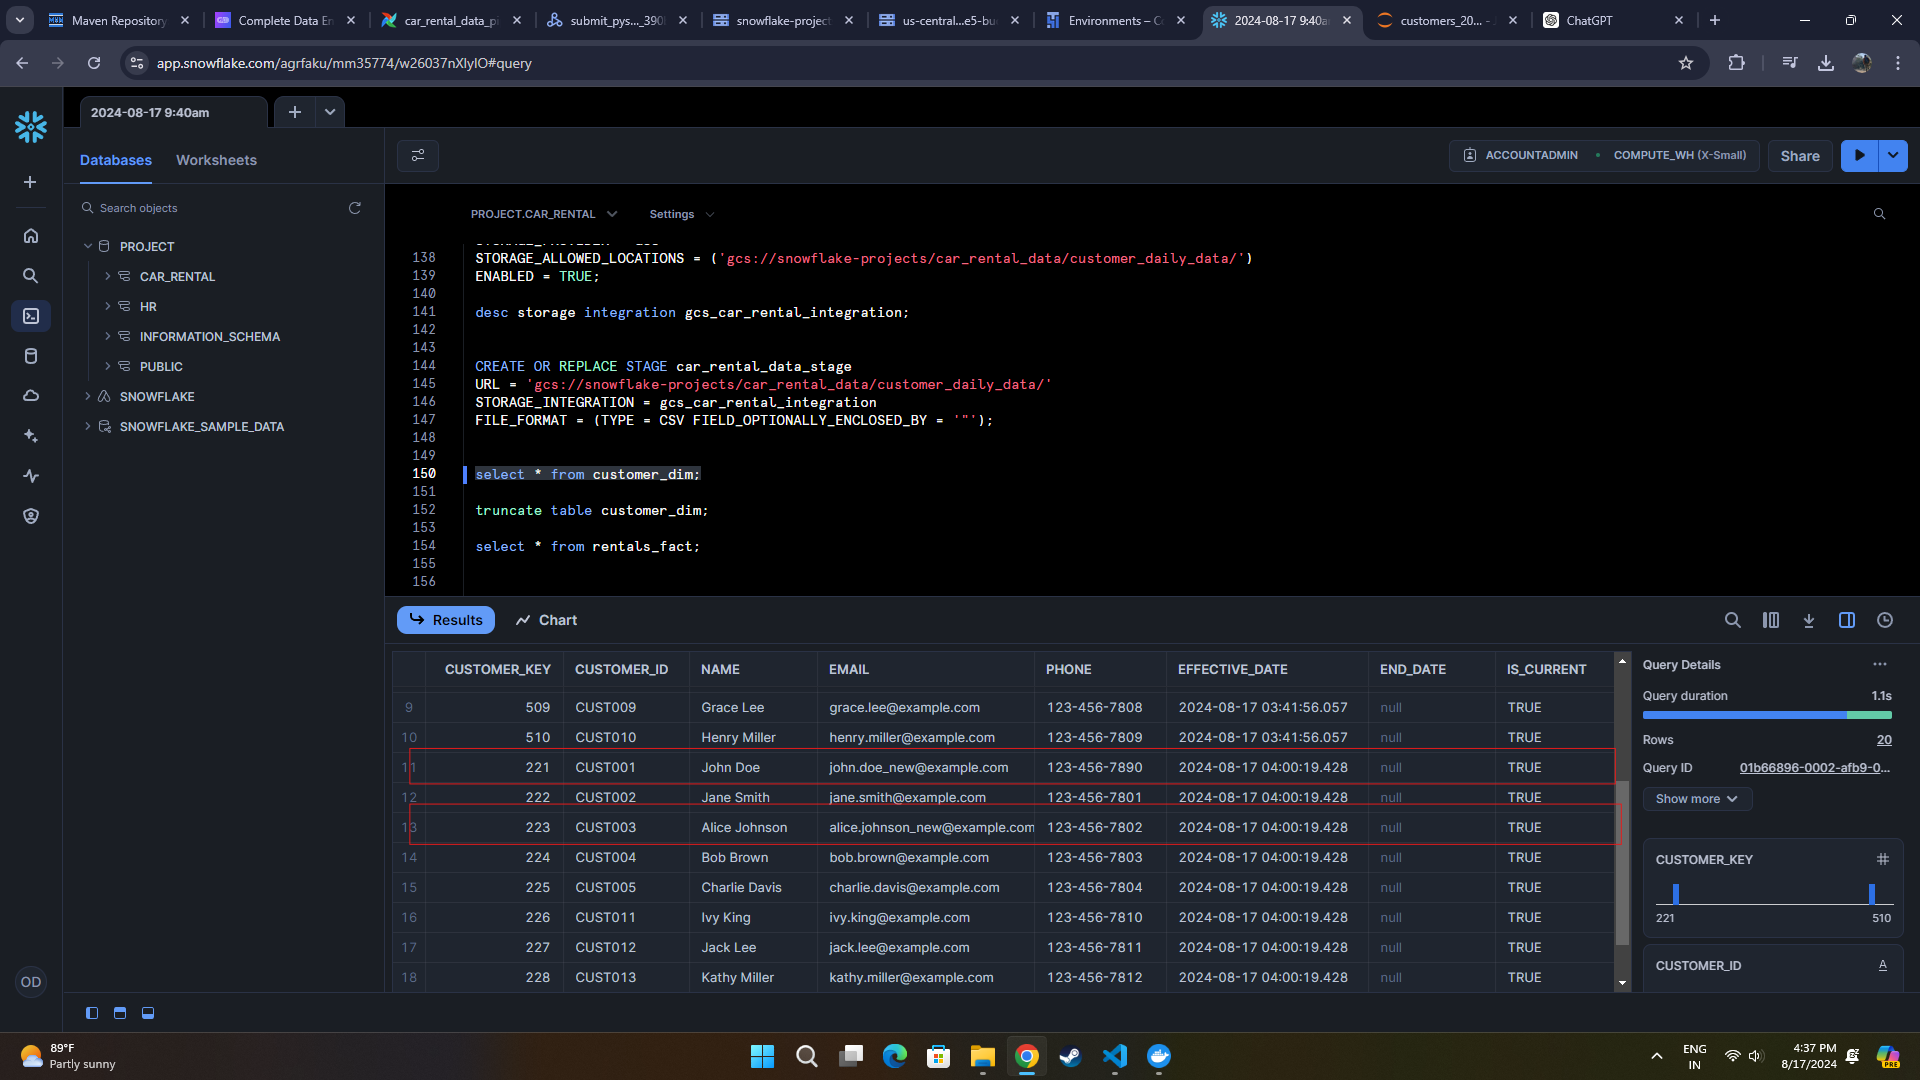 Maven Repository
Complete Data En
car_rental_data_pi
submit_pys..._390
snowflake-project
us-central...e5-bu
Environments – Co
2024-08-17 9:40a
customers_20... - J
ChatGPT
app.snowflake.com/agrfaku/mm35774/w26037nXIyIO#query
2024-08-17 9:40am
Databases
Worksheets
ACCOUNTADMIN
COMPUTE_WH (X-Small)
Share
Search objects
PROJECT
CAR_RENTAL
HR
INFORMATION_SCHEMA
PUBLIC
SNOWFLAKE
SNOWFLAKE_SAMPLE_DATA
OD
PROJECT.CAR_RENTAL
Settings
138 STORAGE_ALLOWED_LOCATIONS = ('gcs://snowflake-projects/car_rental_data/customer_daily_data/')
139 ENABLED = TRUE;
140
141 desc storage integration gcs_car_rental_integration;
142
143
144 CREATE OR REPLACE STAGE car_rental_data_stage
145 URL = 'gcs://snowflake-projects/car_rental_data/customer_daily_data/'
146 STORAGE_INTEGRATION = gcs_car_rental_integration
147 FILE_FORMAT = (TYPE = CSV FIELD_OPTIONALLY_ENCLOSED_BY = '"');
148
149
150 select * from customer_dim;
151
152 truncate table customer_dim;
153
154 select * from rentals_fact;
155
156
Results
Chart
CUSTOMER_KEY CUSTOMER_ID NAME EMAIL PHONE EFFECTIVE_DATE END_DATE IS_CURRENT
9 509 CUST009 Grace Lee grace.lee@example.com 123-456-7808 2024-08-17 03:41:56.057 null TRUE
10 510 CUST010 Henry Miller henry.miller@example.com 123-456-7809 2024-08-17 03:41:56.057 null TRUE
11 221 CUST001 John Doe john.doe_new@example.com 123-456-7890 2024-08-17 04:00:19.428 null TRUE
12 222 CUST002 Jane Smith jane.smith@example.com 123-456-7801 2024-08-17 04:00:19.428 null TRUE
13 223 CUST003 Alice Johnson alice.johnson_new@example.com 123-456-7802 2024-08-17 04:00:19.428 null TRUE
14 224 CUST004 Bob Brown bob.brown@example.com 123-456-7803 2024-08-17 04:00:19.428 null TRUE
15 225 CUST005 Charlie Davis charlie.davis@example.com 123-456-7804 2024-08-17 04:00:19.428 null TRUE
16 226 CUST011 Ivy King ivy.king@example.com 123-456-7810 2024-08-17 04:00:19.428 null TRUE
17 227 CUST012 Jack Lee jack.lee@example.com 123-456-7811 2024-08-17 04:00:19.428 null TRUE
18 228 CUST013 Kathy Miller kathy.miller@example.com 123-456-7812 2024-08-17 04:00:19.428 null TRUE
Query Details
Query duration 1.1s
Rows 20
Query ID 01b66896-0002-afb9-0...
Show more
CUSTOMER_KEY #
221 510
CUSTOMER_ID A
89°F
Partly sunny
ENG
IN
4:37 PM
8/17/2024
PRE